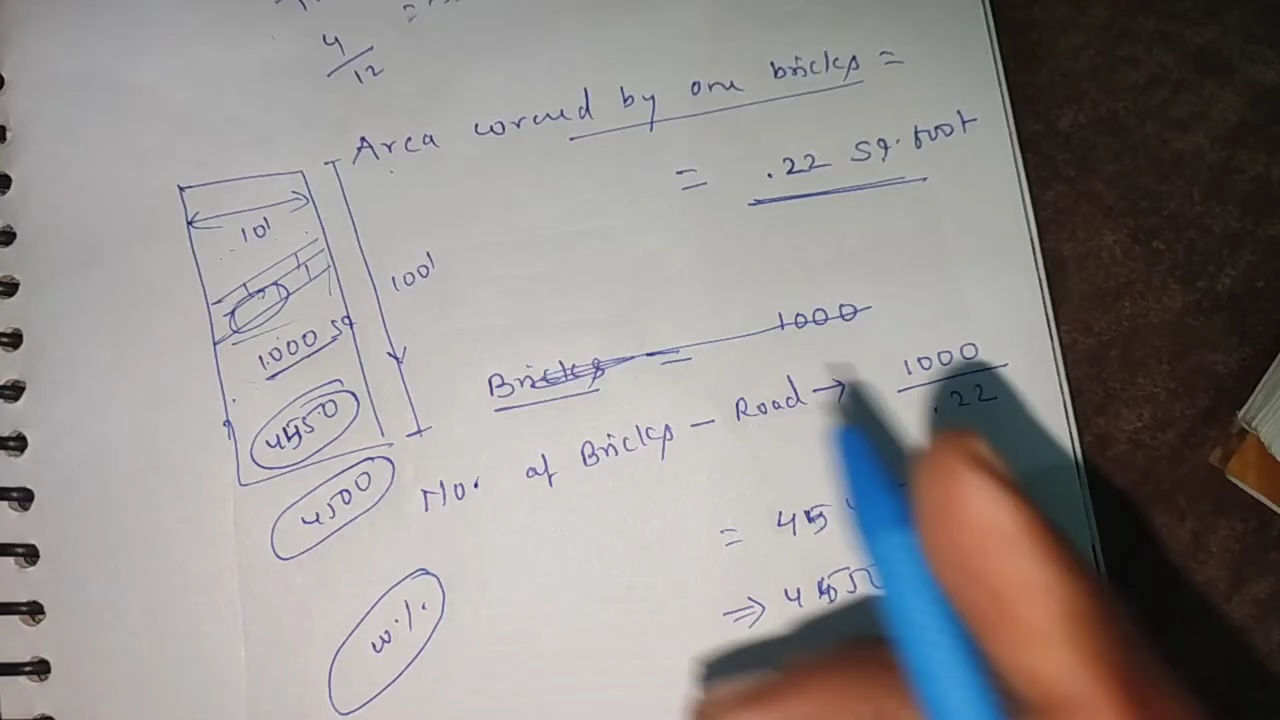 4/12
Area covered by one bricks =
= .22 Sq. foot
10'
100'
1000 sq
4550
4500
Bricks = 1000
No. of Bricks – Road → 1000/.22
= 45
⇒ 455